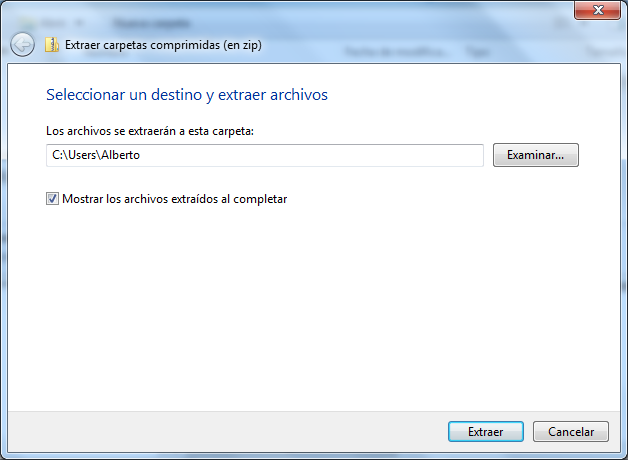 Extraer carpetas comprimidas (en zip)
Seleccionar un destino y extraer archivos
Los archivos se extraerán a esta carpeta:
C:\Users\Alberto
Examinar...
Mostrar los archivos extraídos al completar
Extraer
Cancelar